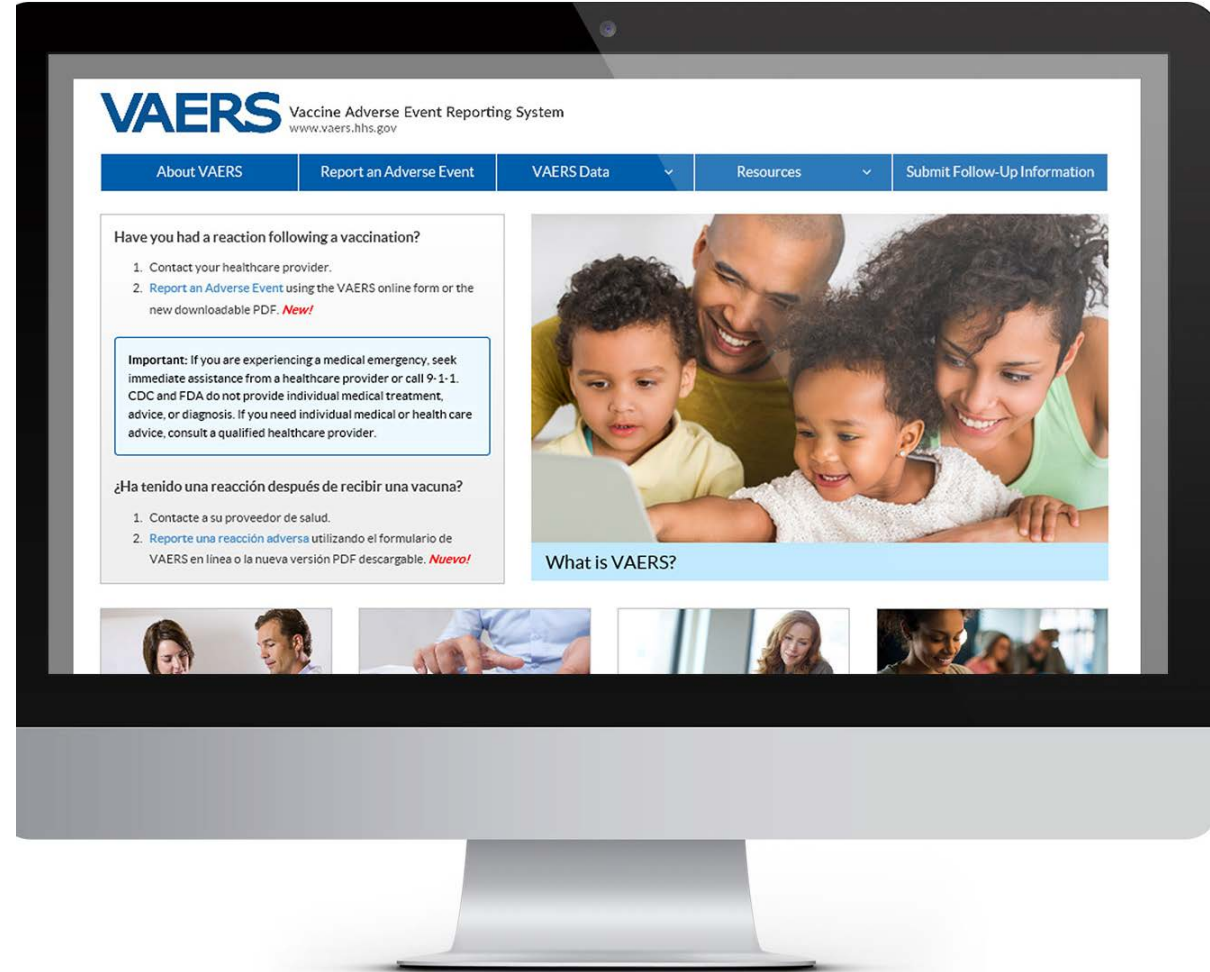 VAERS Vaccine Adverse Event Reporting System
www.vaers.hhs.gov
About VAERS Report an Adverse Event VAERS Data Resources Submit Follow-Up Information
Have you had a reaction following a vaccination?
1. Contact your healthcare provider.
2. Report an Adverse Event using the VAERS online form or the
new downloadable PDF. New!
Important: If you are experiencing a medical emergency, seek
immediate assistance from a healthcare provider or call 9-1-1.
CDC and FDA do not provide individual medical treatment,
advice, or diagnosis. If you need individual medical or health care
advice, consult a qualified healthcare provider.
¿Ha tenido una reacción después de recibir una vacuna?
1. Contacte a su proveedor de salud.
2. Reporte una reacción adversa utilizando el formulario de
VAERS en línea o la nueva versión PDF descargable. Nuevo!
What is VAERS?